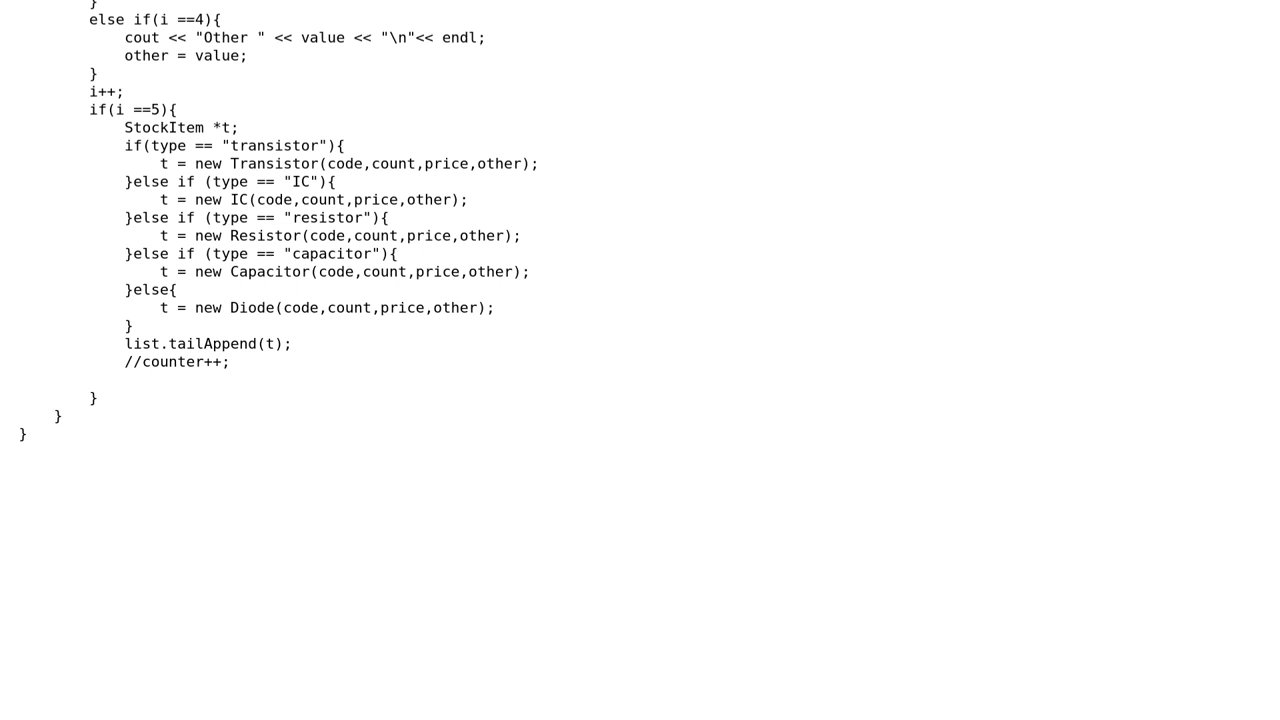 }
else if(i ==4){
cout << "Other " << value << "\n"<< endl;
other = value;
}
i++;
if(i ==5){
StockItem *t;
if(type == "transistor"){
t = new Transistor(code,count,price,other);
}else if (type == "IC"){
t = new IC(code,count,price,other);
}else if (type == "resistor"){
t = new Resistor(code,count,price,other);
}else if (type == "capacitor"){
t = new Capacitor(code,count,price,other);
}else{
t = new Diode(code,count,price,other);
}
list.tailAppend(t);
//counter++;
}
}
}